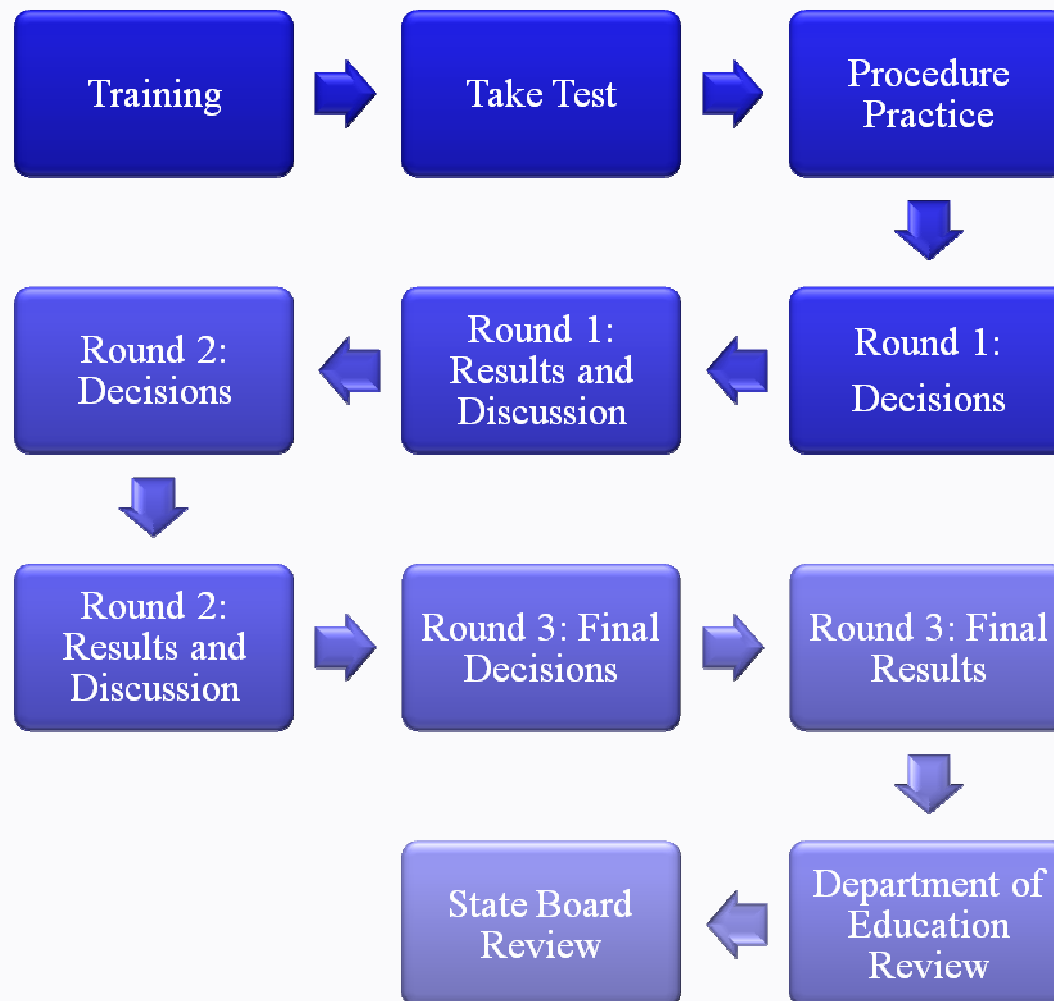 Training
Take Test
Procedure
Practice
Round 1:
Decisions
Round 1:
Results and
Discussion
Round 2:
Decisions
Round 2:
Results and
Discussion
Round 3: Final
Decisions
Round 3: Final
Results
Department of
Education
Review
State Board
Review